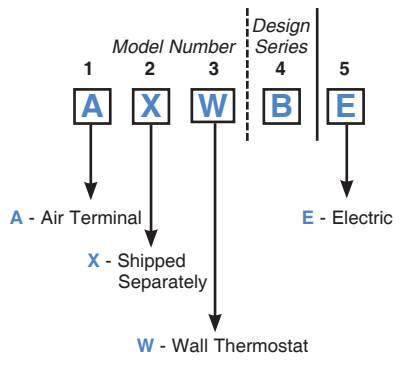 Design
Model Number Series
1 2 3 4 5
A X W B E
A - Air Terminal E - Electric
X - Shipped
Separately
W - Wall Thermostat